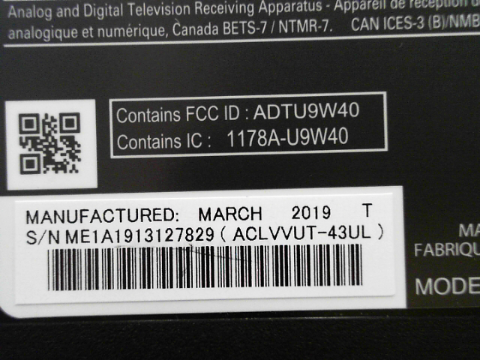 Analog and Digital Television Receiving Apparatus - Appareil de réception de
analogique et numérique, Canada BETS-7 / NTMR-7. CAN ICES-3 (B)/NMB
Contains FCC ID : ADTU9W40
Contains IC : 1178A-U9W40
MANUFACTURED: MARCH 2019 T
S/N ME1A1913127829 ( ACLVVUT-43UL )
MA
FABRIQU
MODE